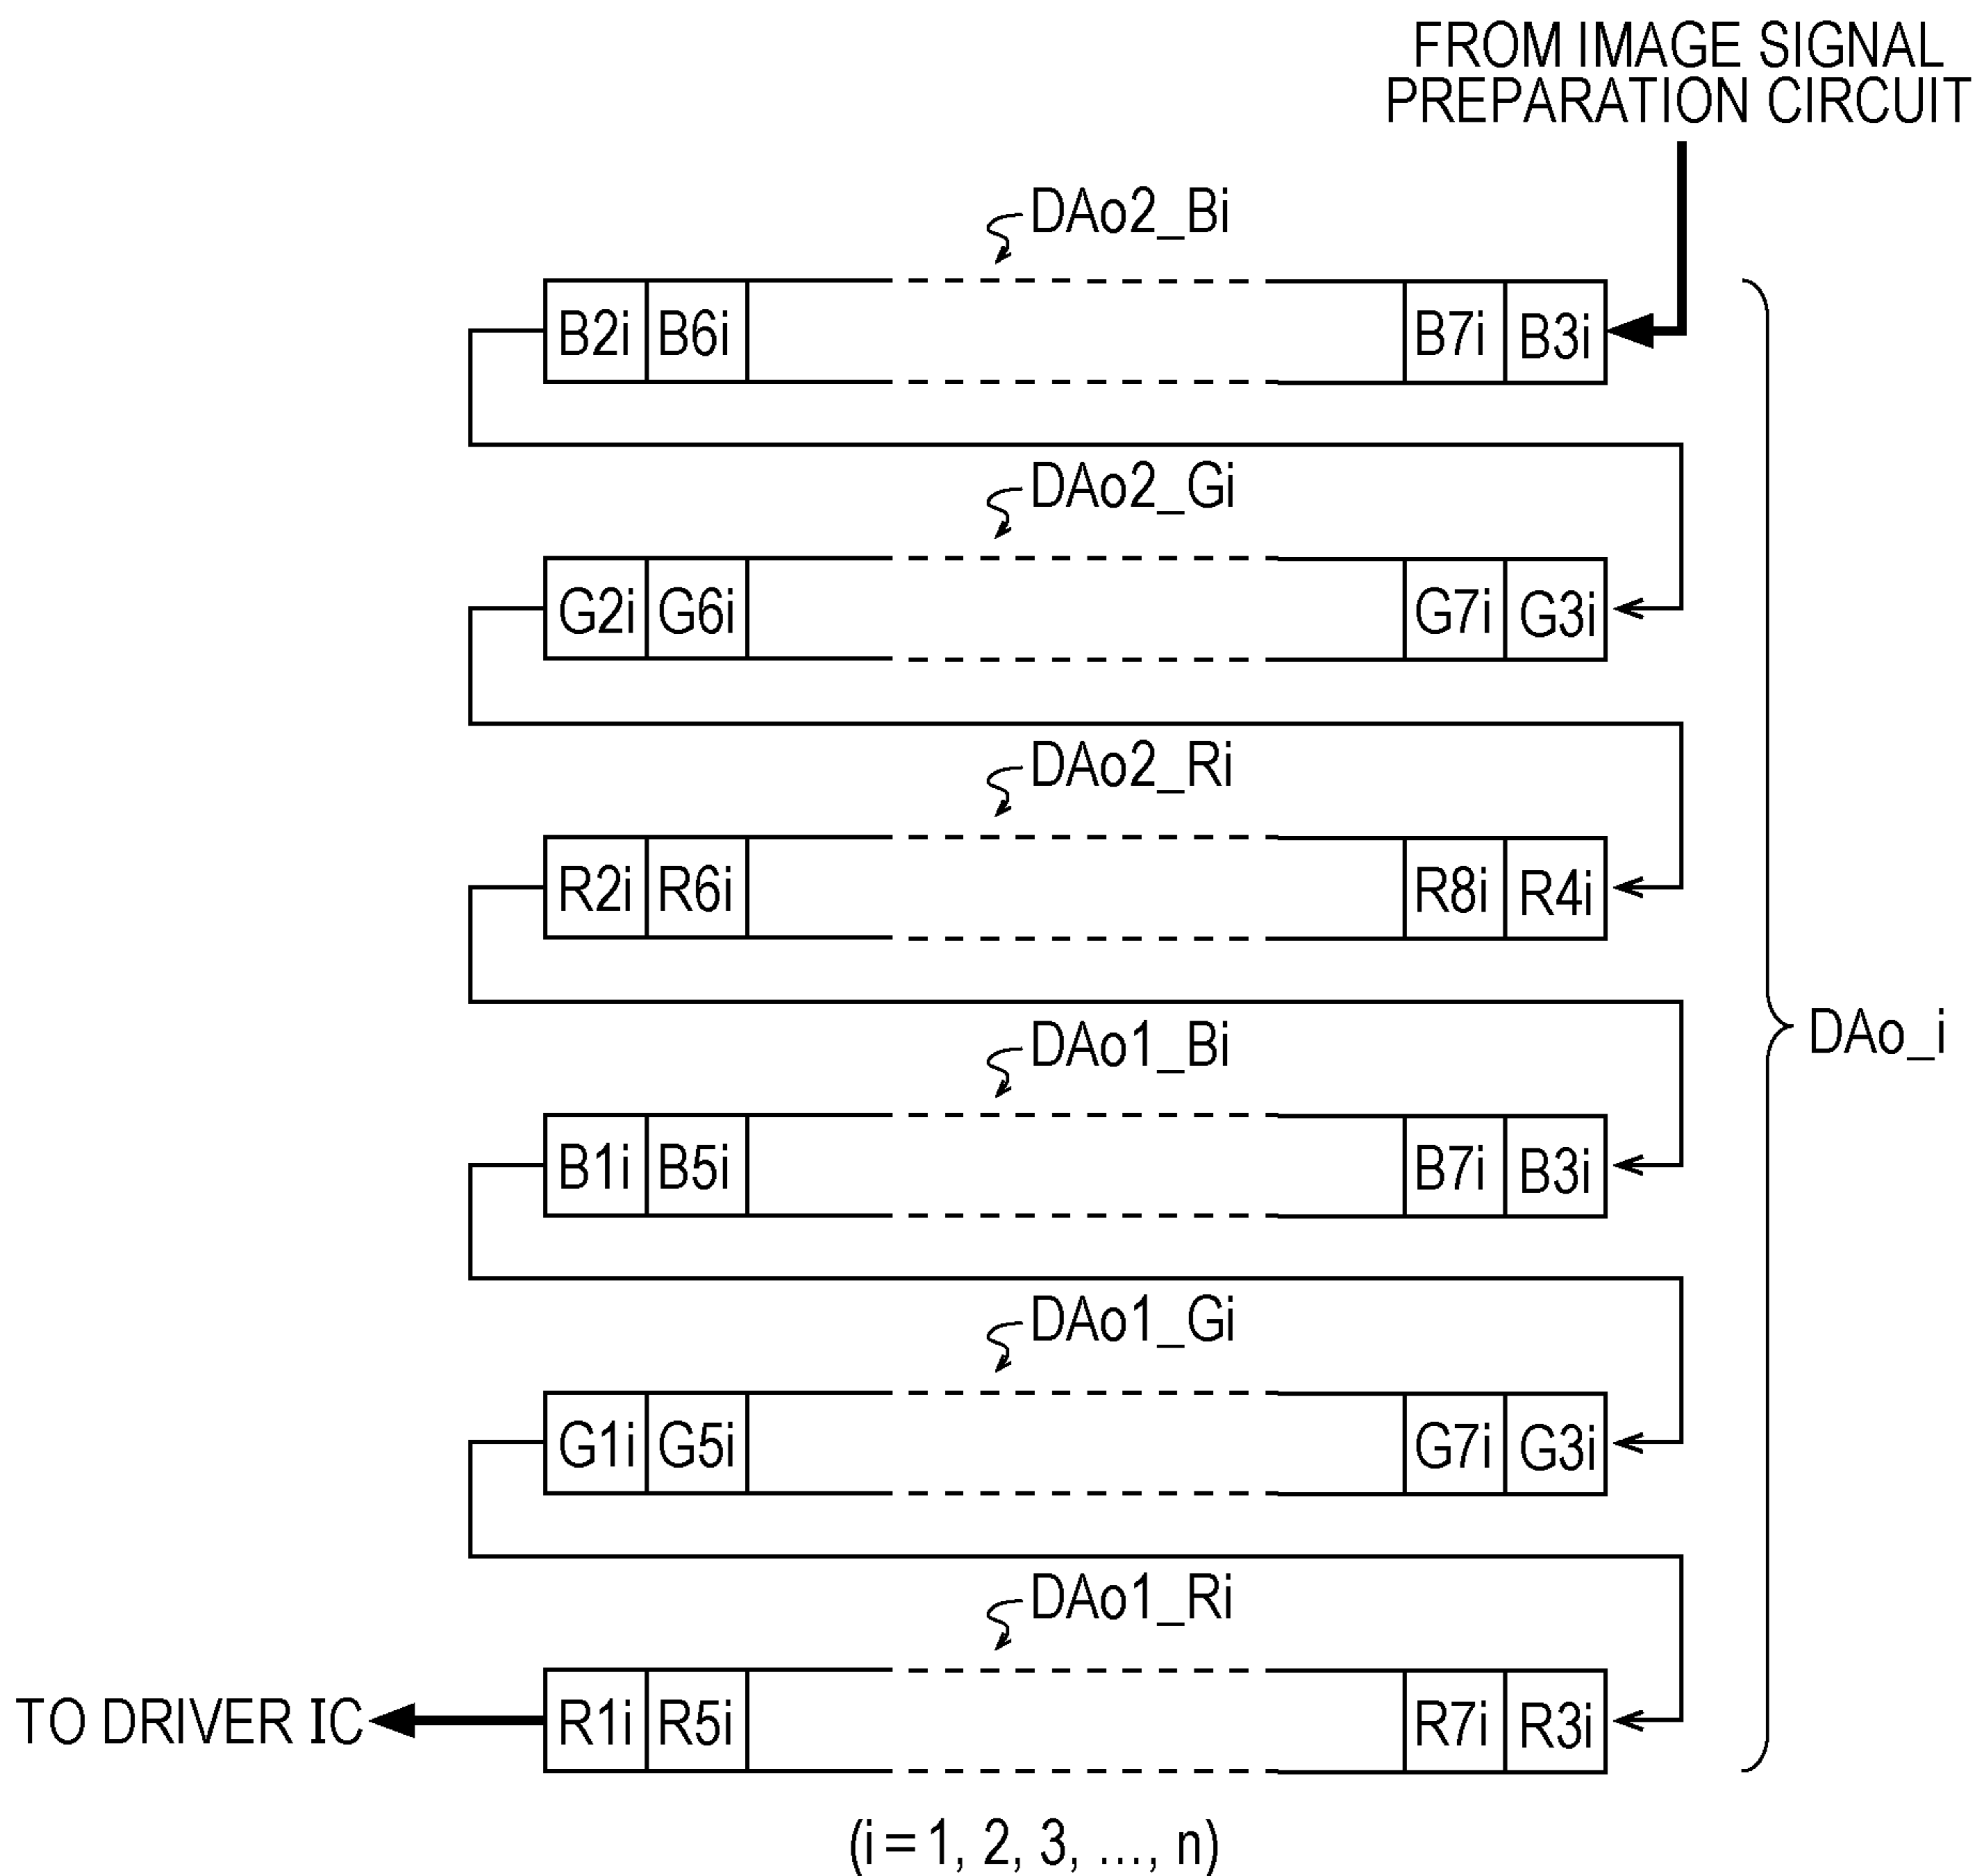 FROM IMAGE SIGNAL
PREPARATION CIRCUIT
DAo2_Bi
B2i B6i B7i B3i
DAo2_Gi
G2i G6i G7i G3i
DAo2_Ri
R2i R6i R8i R4i
DAo_i
DAo1_Bi
B1i B5i B7i B3i
DAo1_Gi
G1i G5i G7i G3i
DAo1_Ri
TO DRIVER IC R1i R5i R7i R3i
(i = 1, 2, 3, ..., n)